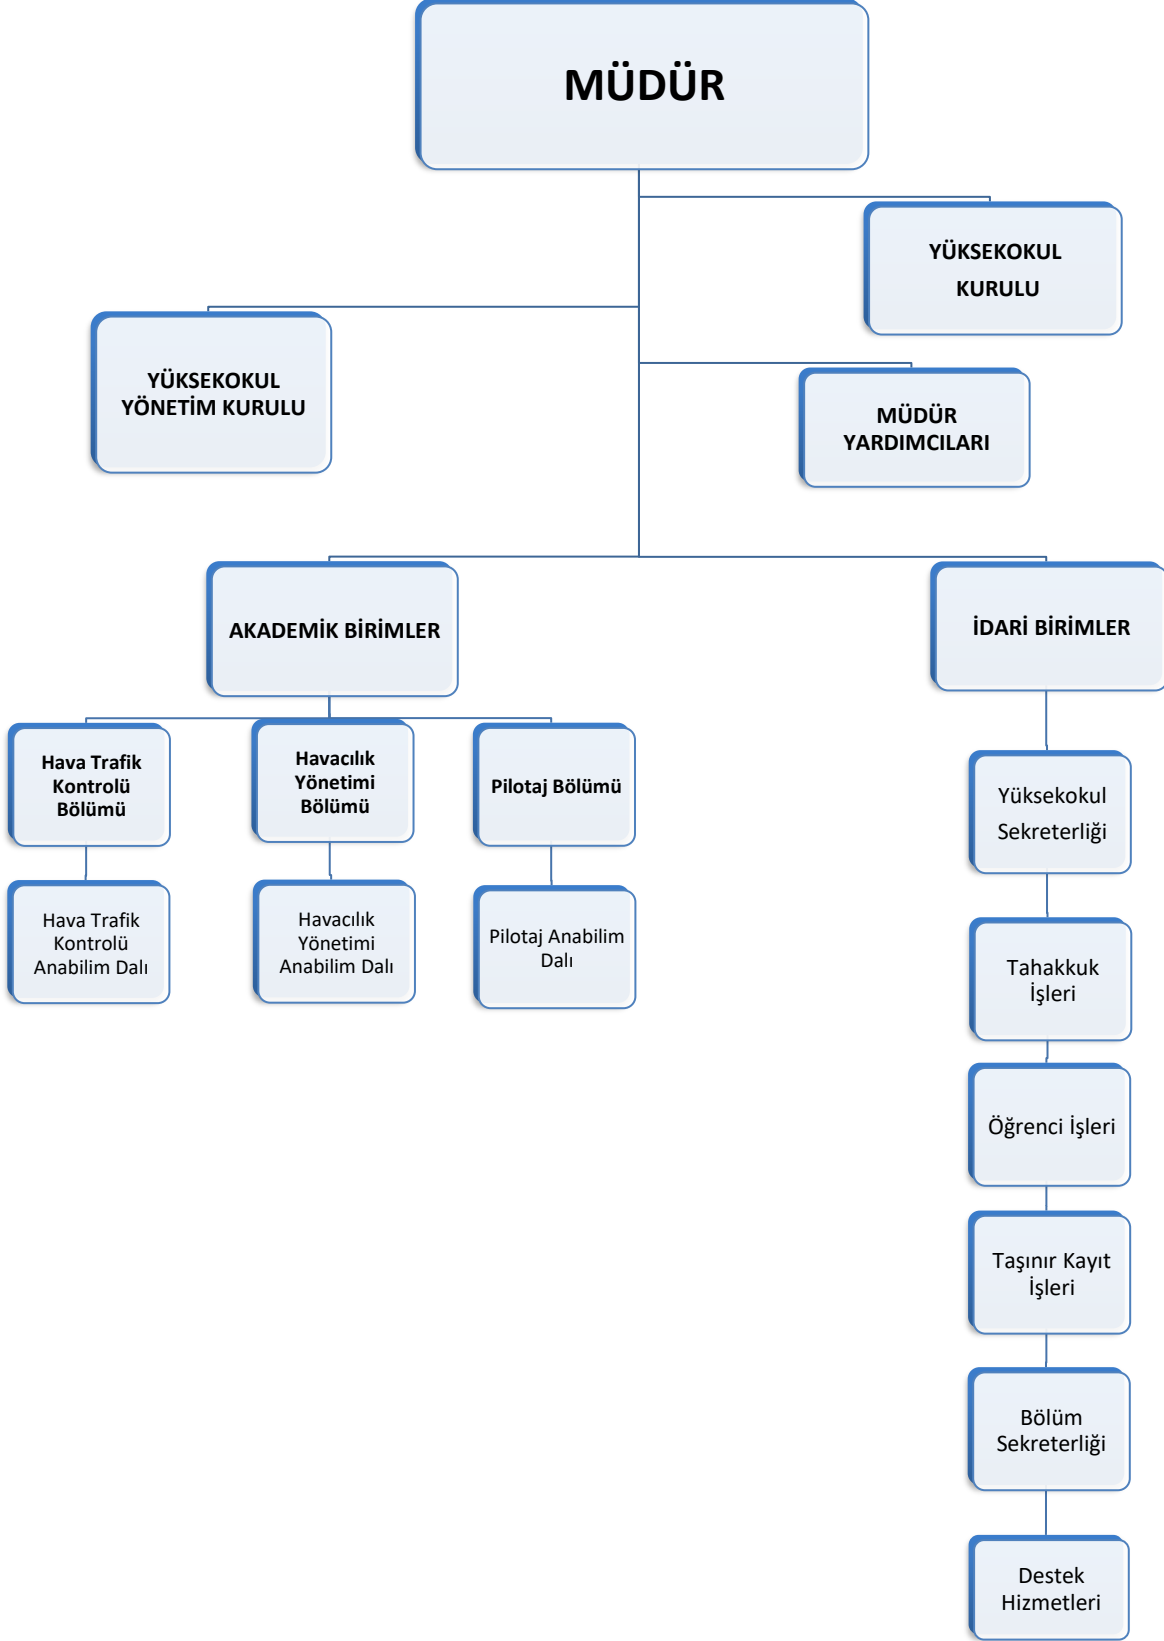 MÜDÜR
YÜKSEKOKUL
KURULU
YÜKSEKOKUL
YÖNETİM KURULU
MÜDÜR
YARDIMCILARI
AKADEMİK BİRİMLER
İDARİ BİRİMLER
Hava Trafik
Kontrolü
Bölümü
Havacılık
Yönetimi
Bölümü
Pilotaj Bölümü
Yüksekokul
Sekreterliği
Hava Trafik
Kontrolü
Anabilim Dalı
Havacılık
Yönetimi
Anabilim Dalı
Pilotaj Anabilim
Dalı
Tahakkuk
İşleri
Öğrenci İşleri
Taşınır Kayıt
İşleri
Bölüm
Sekreterliği
Destek
Hizmetleri